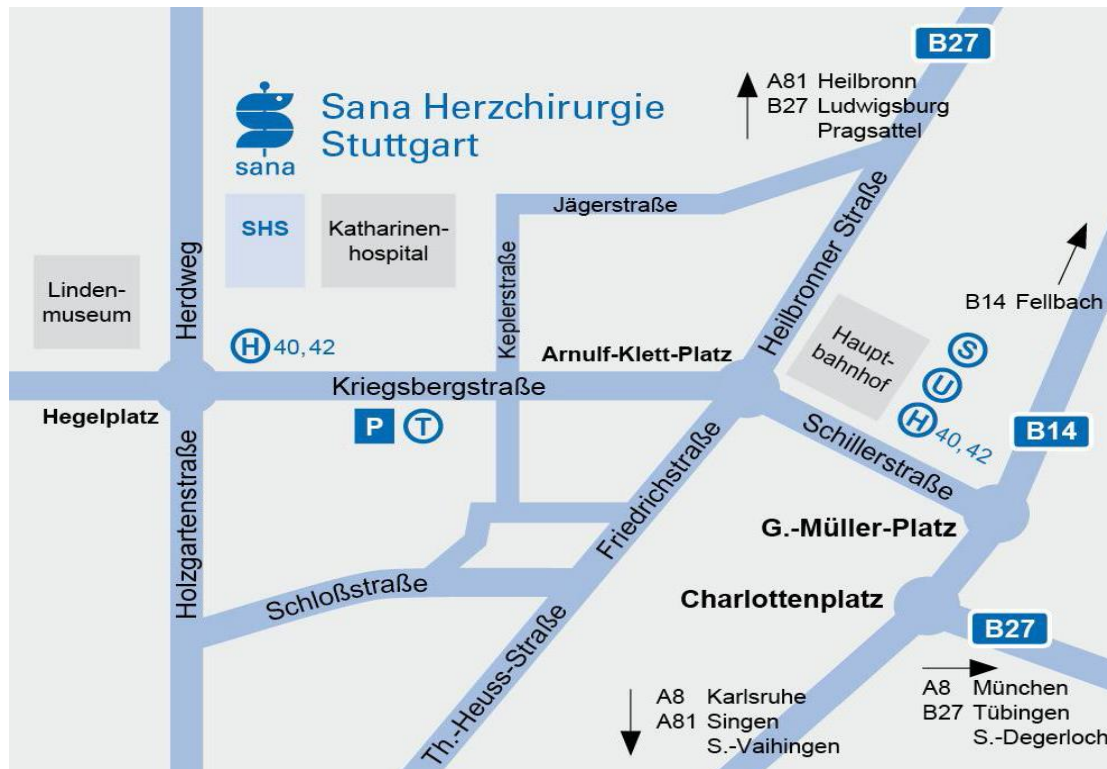 B27
A81 Heilbronn
B27 Ludwigsburg
Pragsattel
Sana Herzchirurgie
Stuttgart
sana
SHS
Katharinen-
hospital
Jägerstraße
Linden-
museum
Herdweg
Keplerstraße
Heilbronner Straße
B14 Fellbach
H 40, 42
Arnulf-Klett-Platz
Haupt-
bahnhof
S
U
H 40, 42
Kriegsbergstraße
Hegelplatz
P T
Schillerstraße
B14
Holzgartenstraße
Friedrichstraße
G.-Müller-Platz
Schloßstraße
Charlottenplatz
B27
Th.-Heuss-Straße
A8 Karlsruhe
A81 Singen
S.-Vaihingen
A8 München
B27 Tübingen
S.-Degerloch